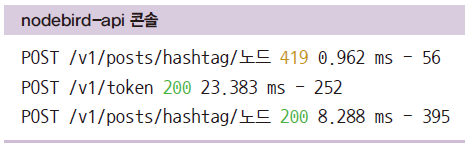 nodebird-api 콘솔
POST /v1/posts/hashtag/노드 419 0.962 ms - 56
POST /v1/token 200 23.383 ms - 252
POST /v1/posts/hashtag/노드 200 8.288 ms - 395